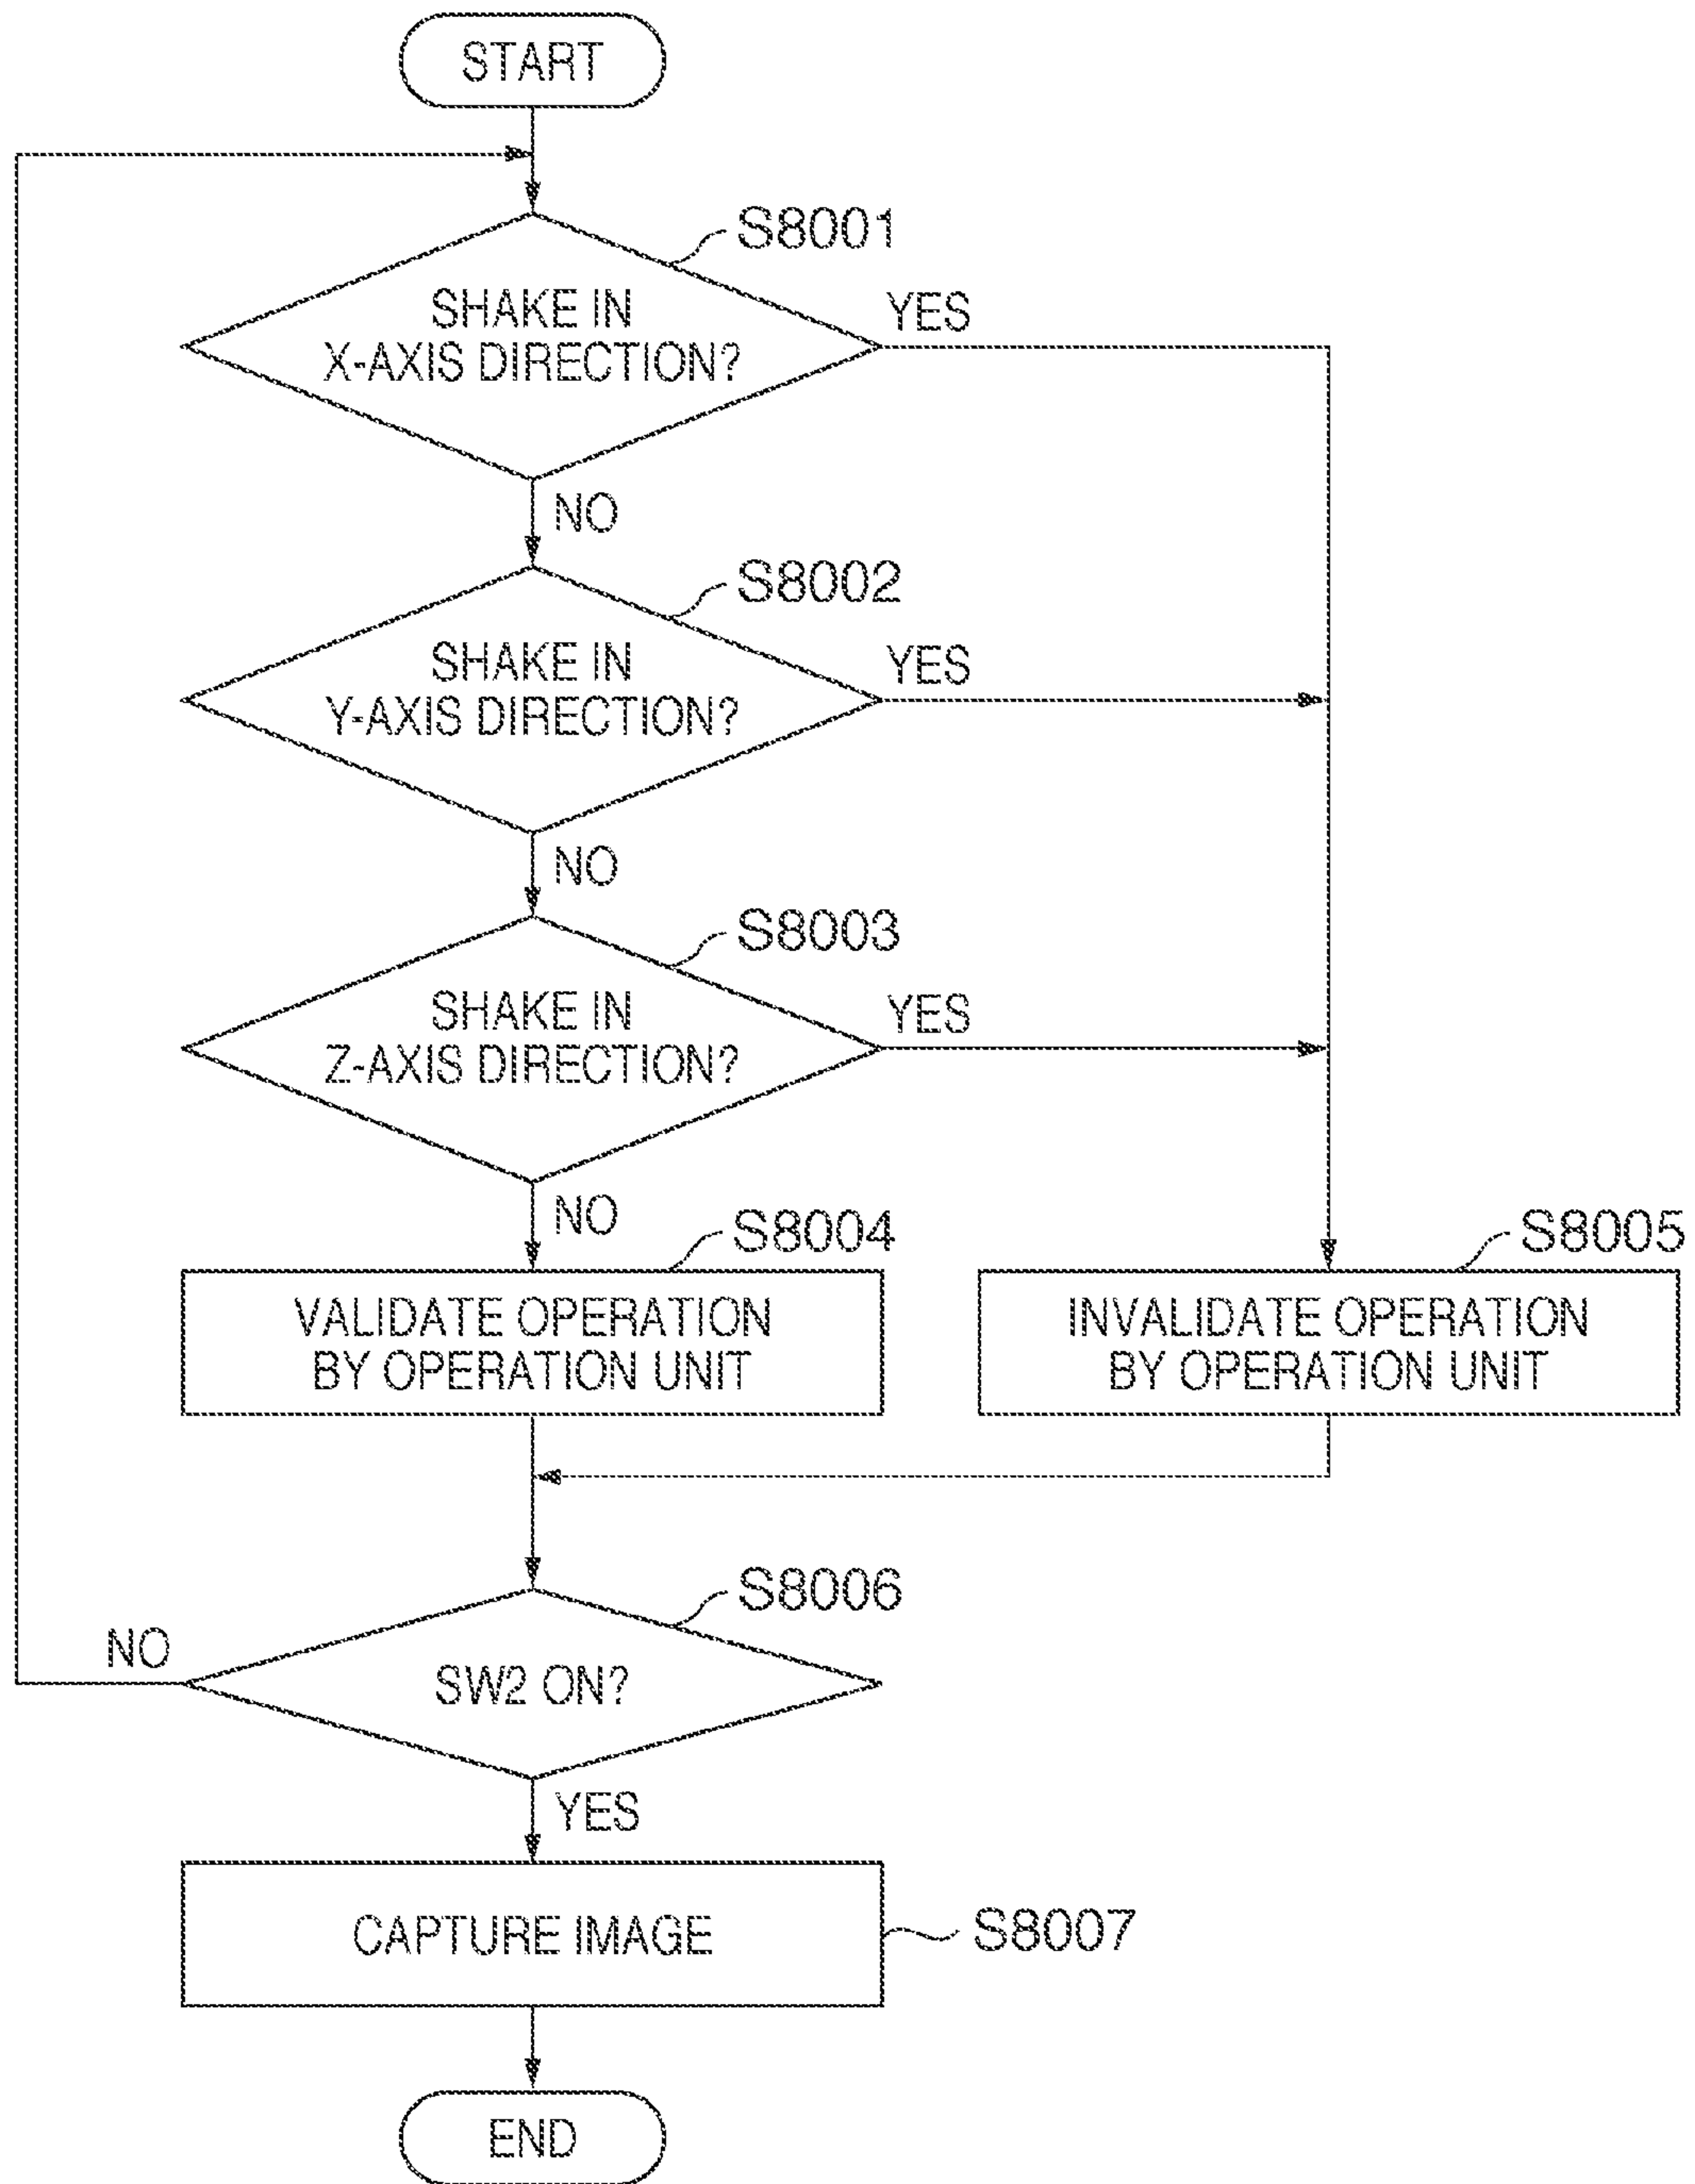 START
S8001
SHAKE IN
X-AXIS DIRECTION?
YES
NO
S8002
SHAKE IN
Y-AXIS DIRECTION?
YES
NO
S8003
SHAKE IN
Z-AXIS DIRECTION?
YES
NO
S8004
VALIDATE OPERATION
BY OPERATION UNIT
S8005
INVALIDATE OPERATION
BY OPERATION UNIT
S8006
SW2 ON?
NO
YES
CAPTURE IMAGE
S8007
END